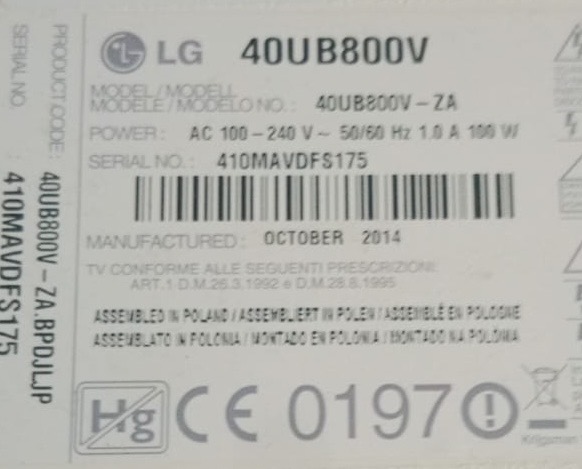 LG 40UB800V
MODEL / MODELL
MODÈLE / MODELO NO. : 40UB800V-ZA
POWER : AC 100-240 V~ 50/60 Hz 1.0 A 100 W
SERIAL NO. : 410MAVDFS175
MANUFACTURED : OCTOBER 2014
TV CONFORME ALLE SEGUENTI PRESCRIZIONI
ART.1 D.M.26.3.1992 e D.M.28.8.1995
ASSEMBLED IN POLAND / ASSEMBLIERT IN POLEN / ASSEMBLÉ EN POLOGNE
ASSEMBLATO IN POLONIA / MONTADO EN POLONIA / MONTADO NA POLÓNIA
Hg CE 0197
PRODUCT CODE : 40UB800V-ZA.BPDJLJP
SERIAL NO. : 410MAVDFS175